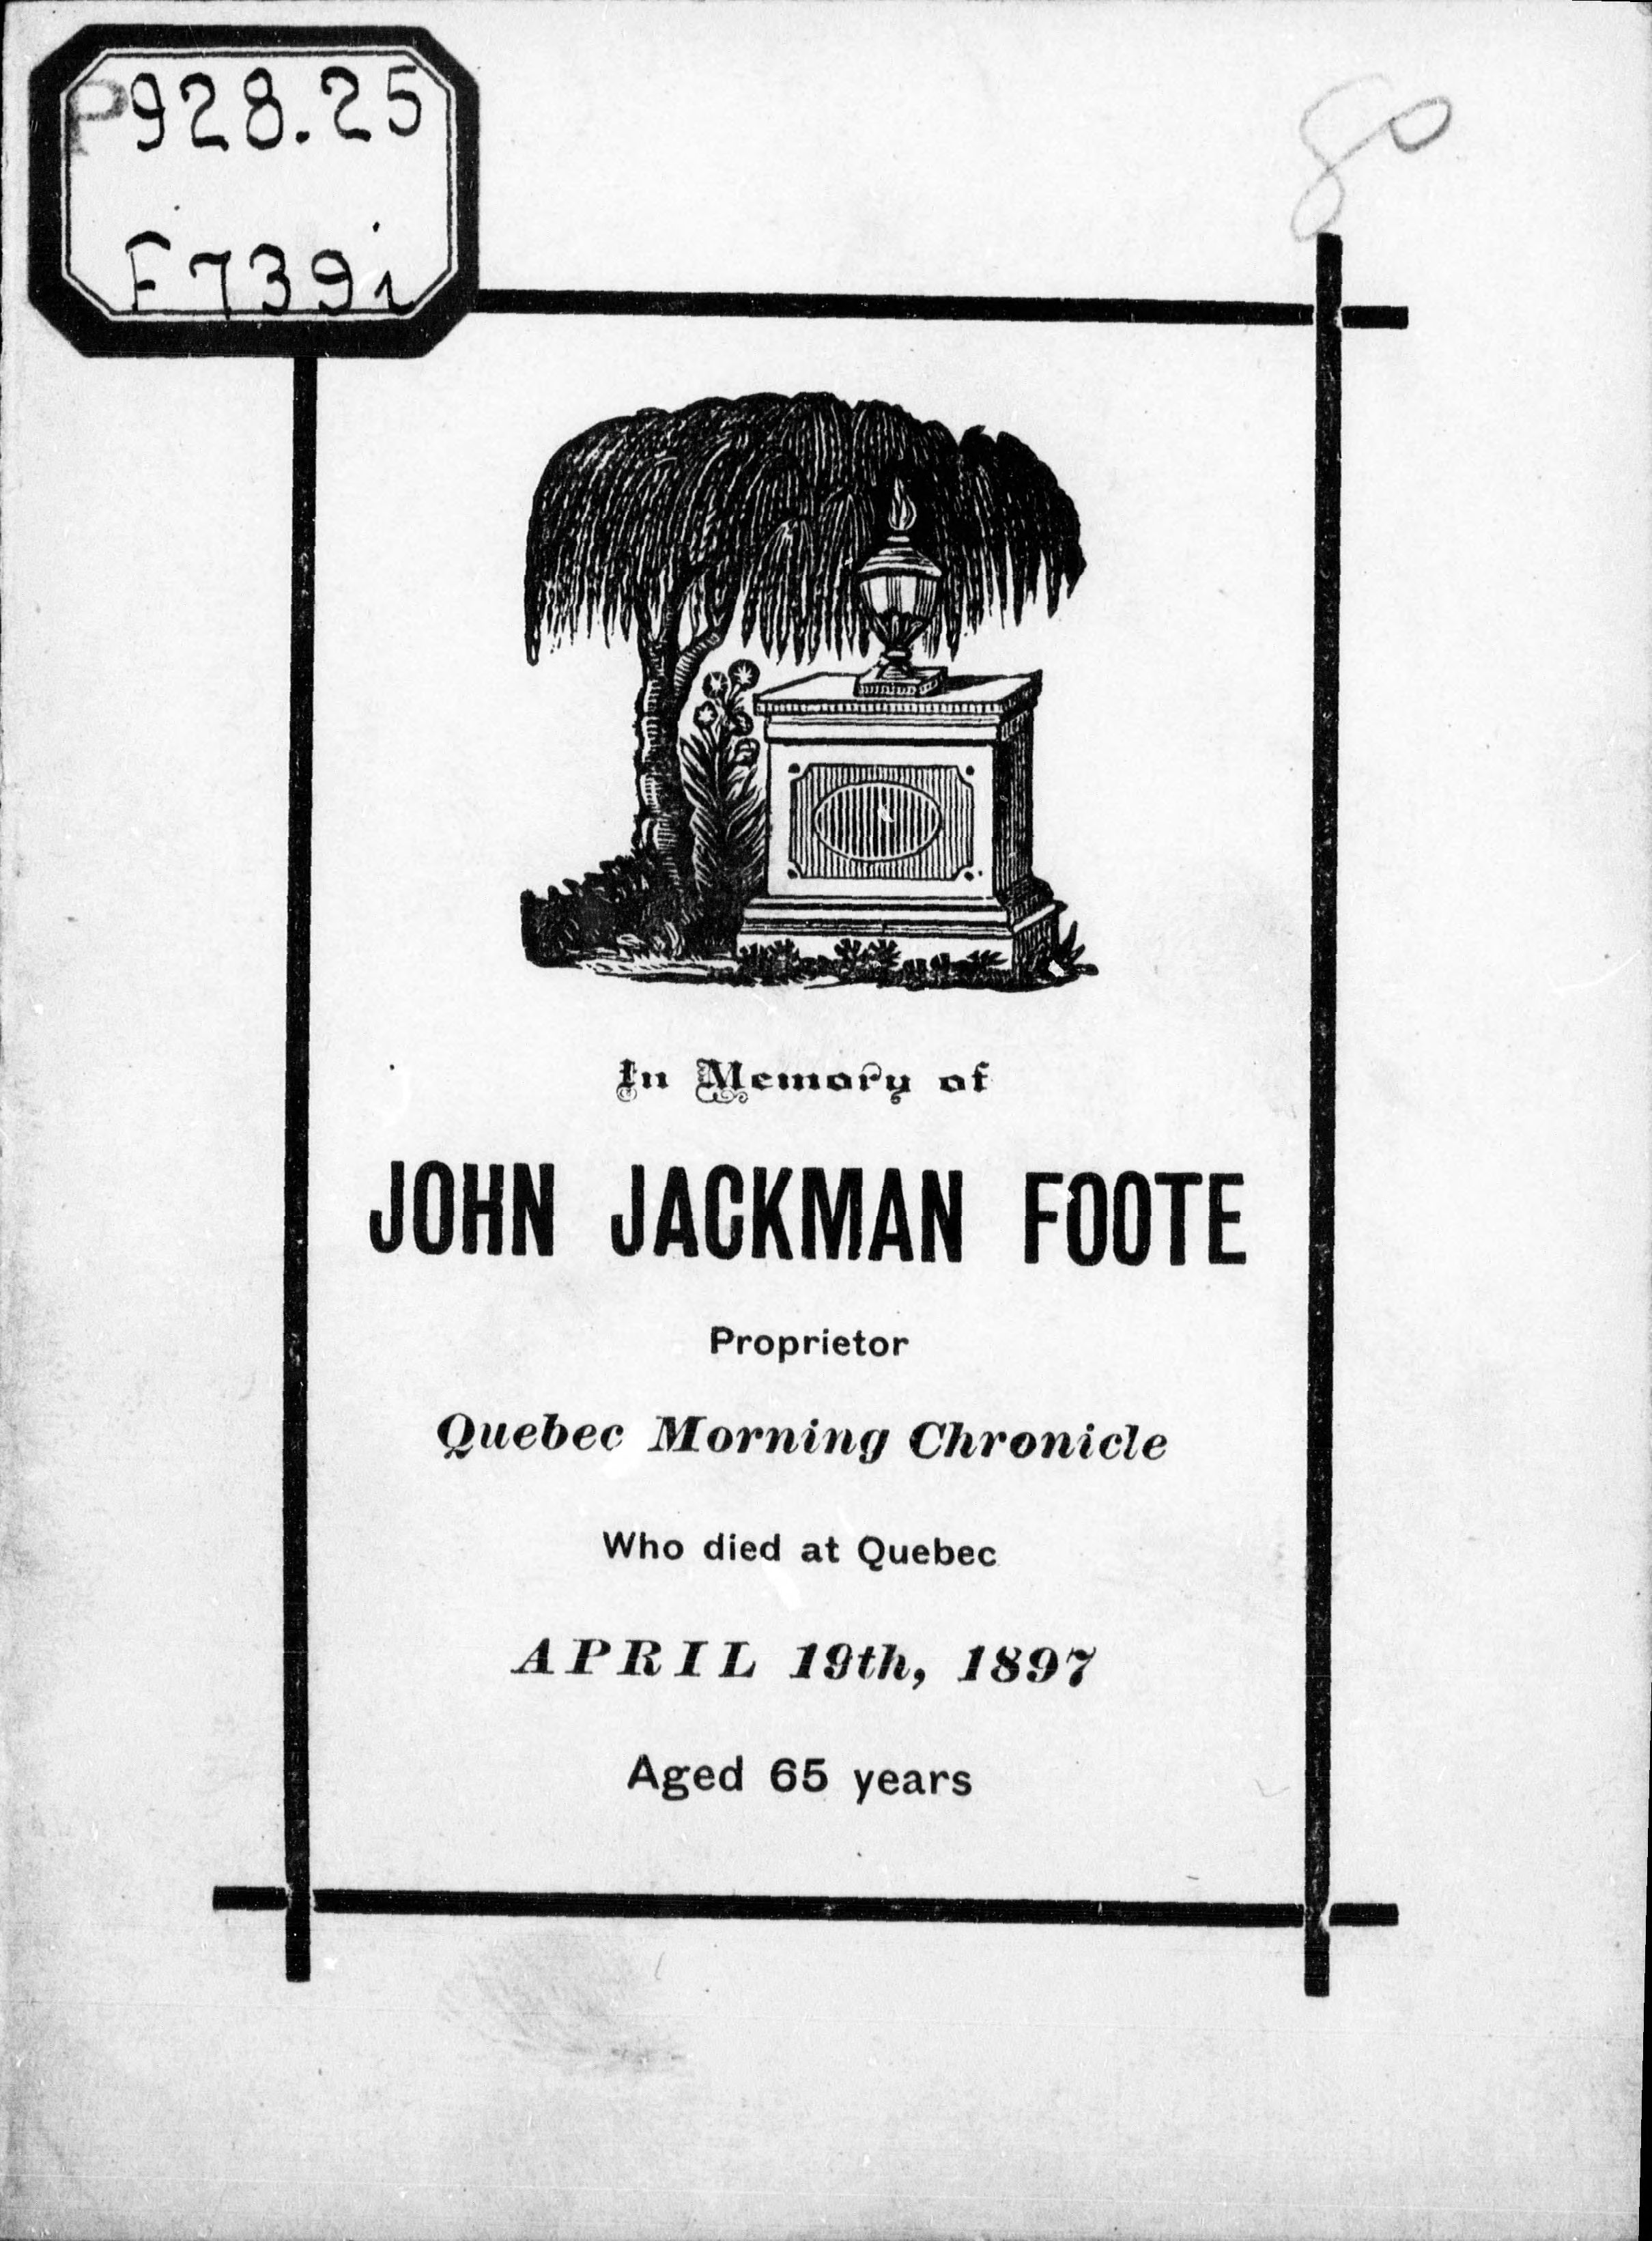 P928.25
F739i
80
In Memory of
JOHN JACKMAN FOOTE
Proprietor
Quebec Morning Chronicle
Who died at Quebec
APRIL 19th, 1897
Aged 65 years